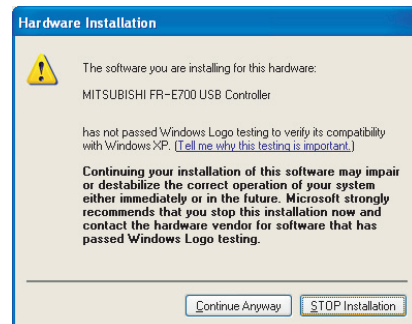 Hardware Installation
The software you are installing for this hardware:
MITSUBISHI FR-E700 USB Controller
has not passed Windows Logo testing to verify its compatibility
with Windows XP. (Tell me why this testing is important.)
Continuing your installation of this software may impair
or destabilize the correct operation of your system
either immediately or in the future. Microsoft strongly
recommends that you stop this installation now and
contact the hardware vendor for software that has
passed Windows Logo testing.
Continue Anyway
STOP Installation